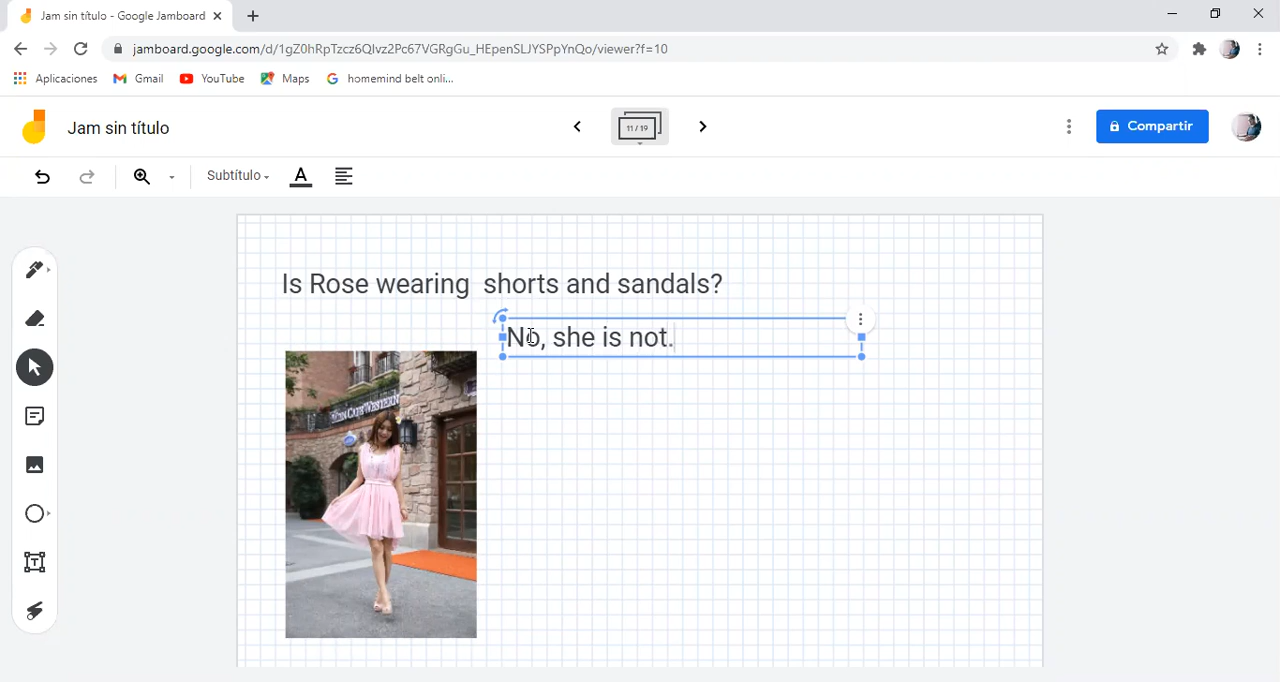 Jam sin título - Google Jamboard
jamboard.google.com/d/1gZ0hRpTzcz6QIvz2Pc67VGRgGu_HEpenSLJYSPpYnQo/viewer?f=10
Aplicaciones Gmail YouTube Maps homemind belt onli...
Jam sin título
11 / 19
Compartir
Subtítulo
Is Rose wearing  shorts and sandals?
No, she is not.